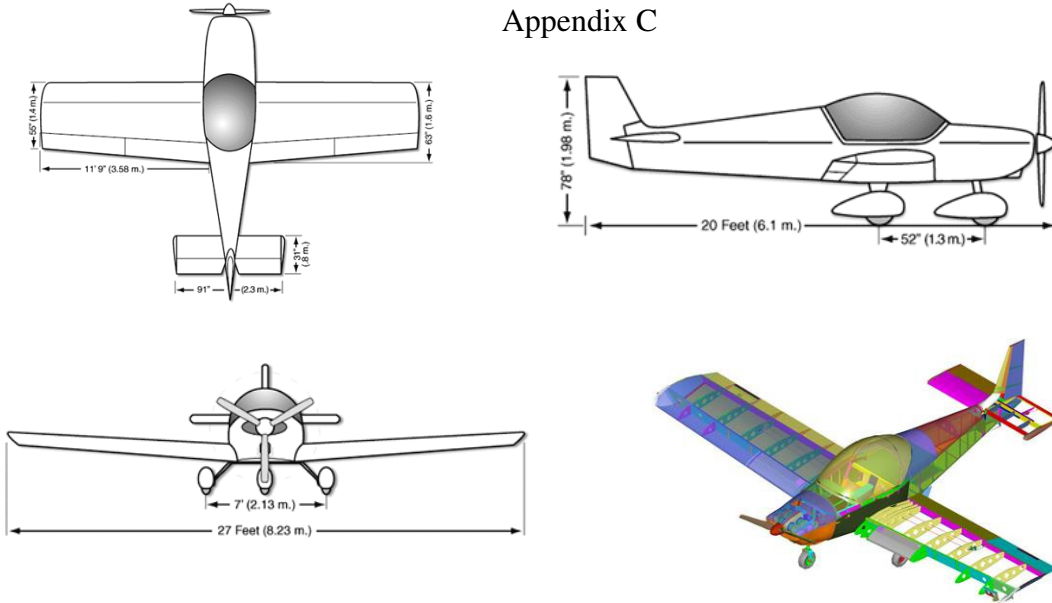 Appendix C
55" (1.4 m.)
63" (1.6 m.)
11' 9" (3.58 m.)
31"
(.8 m.)
91" (2.3 m.)
78" (1.98 m.)
20 Feet (6.1 m.)
52" (1.3 m.)
7' (2.13 m.)
27 Feet (8.23 m.)